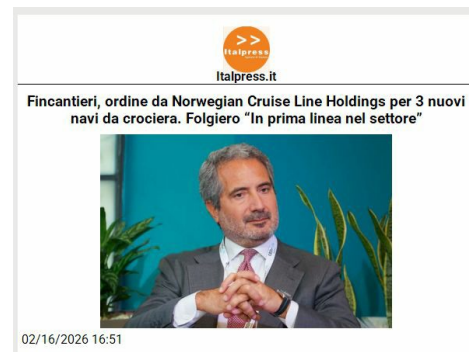 >>
Italpress
Italpress.it
Fincantieri, ordine da Norwegian Cruise Line Holdings per 3 nuovi
navi da crociera. Folgiero “In prima linea nel settore”
02/16/2026 16:51